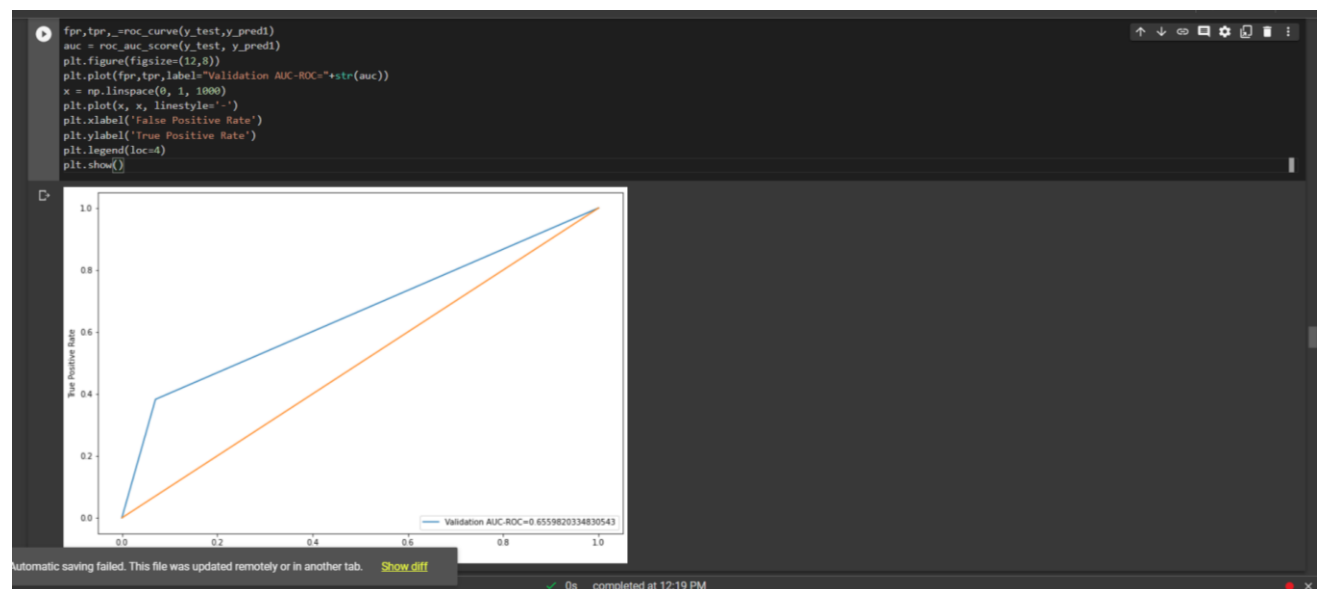 fpr,tpr,_=roc_curve(y_test,y_pred1)
auc = roc_auc_score(y_test, y_pred1)
plt.figure(figsize=(12,8))
plt.plot(fpr,tpr,label="Validation AUC-ROC="+str(auc))
x = np.linspace(0, 1, 1000)
plt.plot(x, x, linestyle='-')
plt.xlabel('False Positive Rate')
plt.ylabel('True Positive Rate')
plt.legend(loc=4)
plt.show()
1.0
0.8
0.6
0.4
0.2
0.0
True Positive Rate
Validation AUC-ROC=0.6559820334830543
0.0 0.2 0.4 0.6 0.8 1.0
Automatic saving failed. This file was updated remotely or in another tab. Show diff
0s completed at 12:19 PM